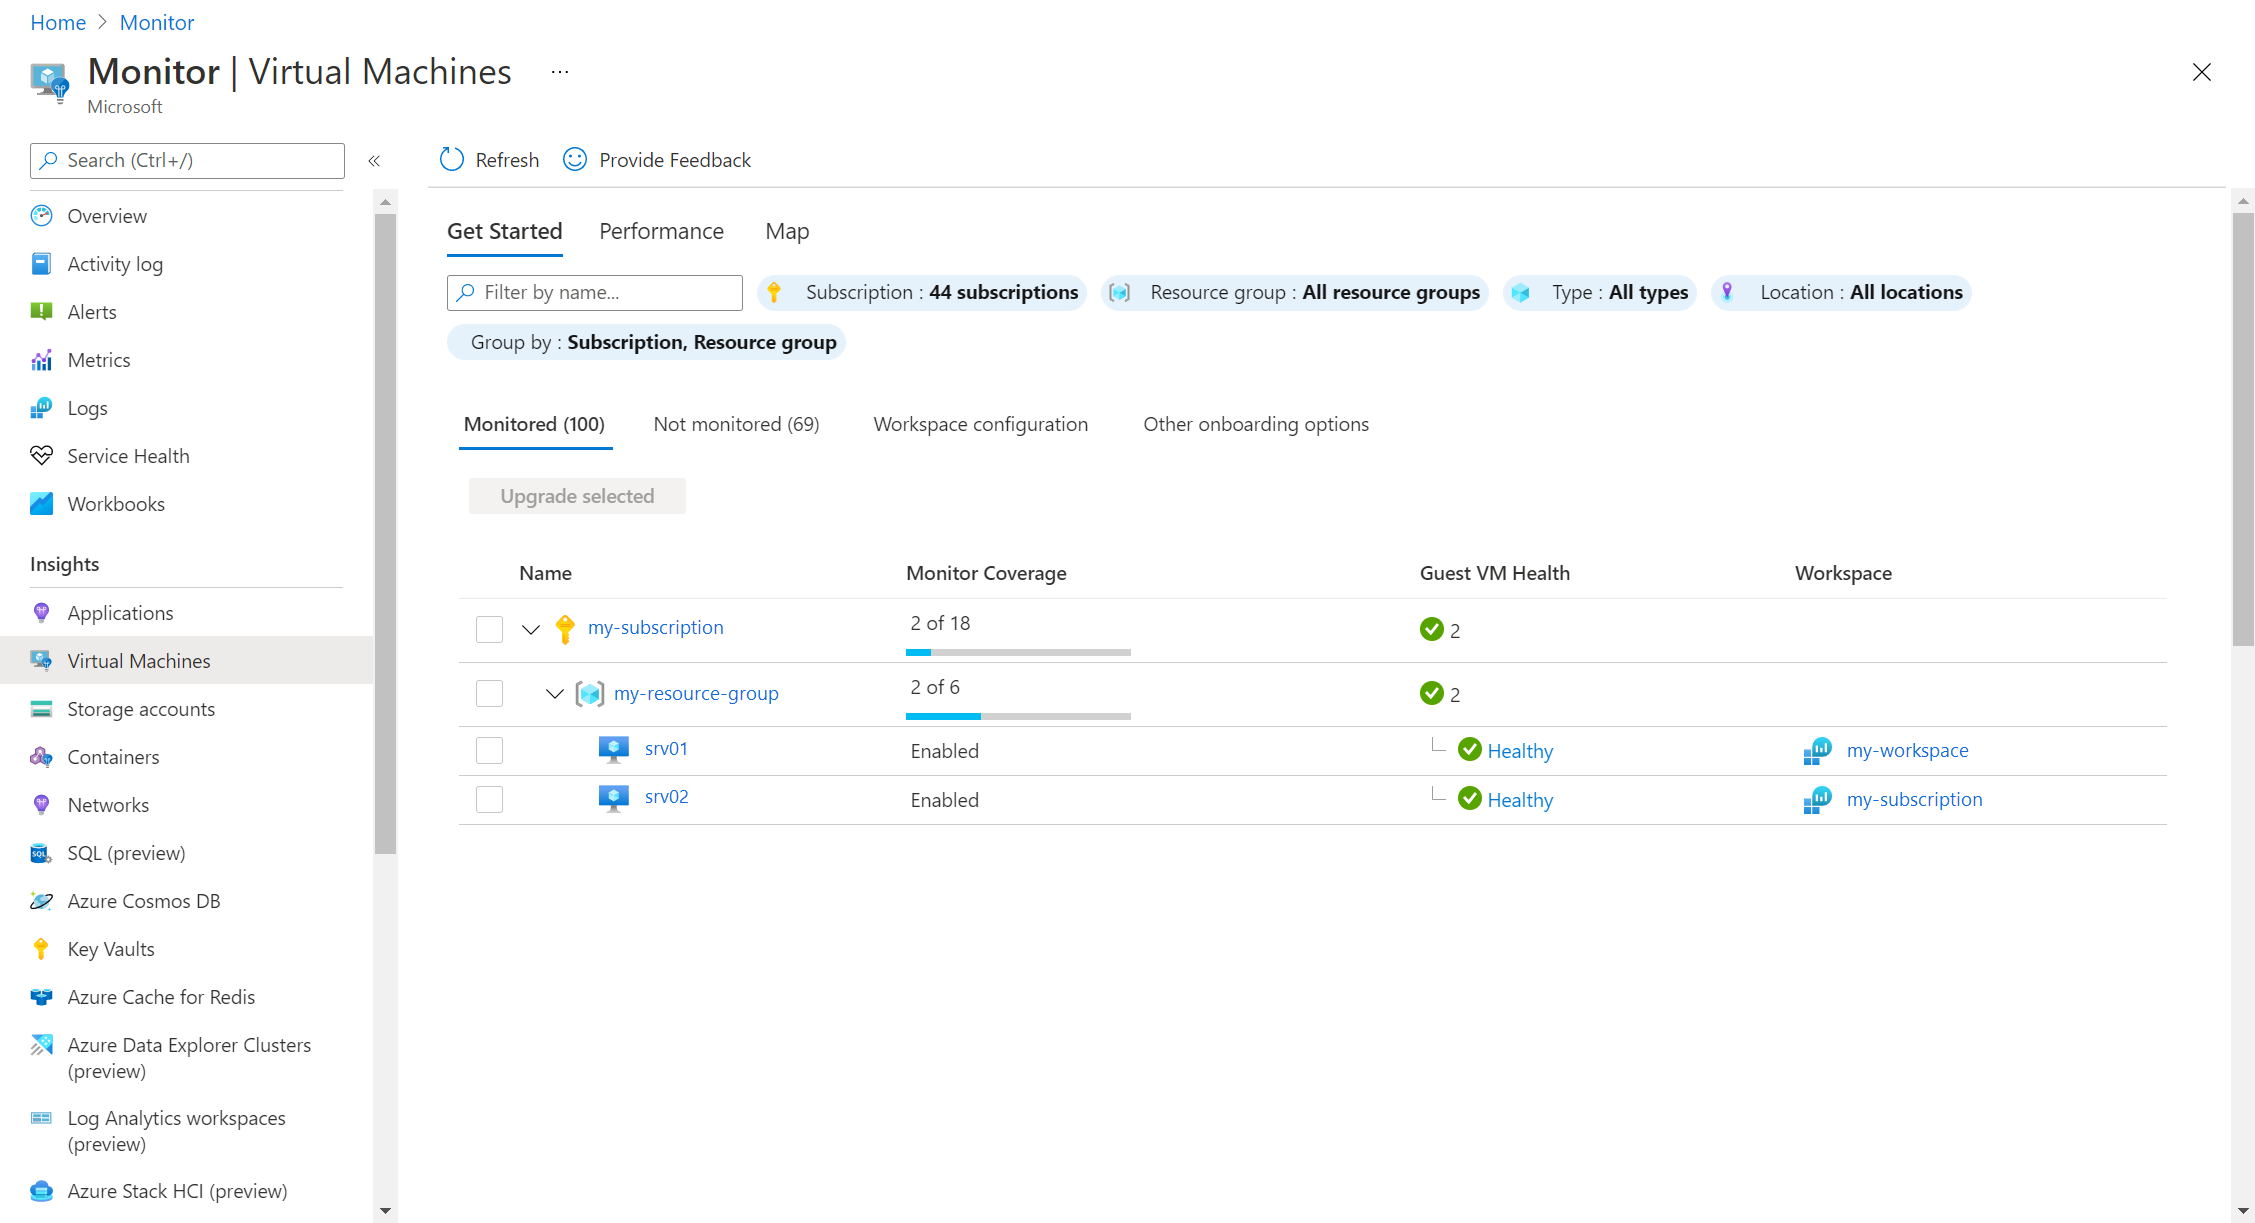 Home > Monitor
Monitor | Virtual Machines ...
Microsoft
Search (Ctrl+/)
«
Overview
Activity log
Alerts
Metrics
Logs
Service Health
Workbooks
Insights
Applications
Virtual Machines
Storage accounts
Containers
Networks
SQL (preview)
Azure Cosmos DB
Key Vaults
Azure Cache for Redis
Azure Data Explorer Clusters
(preview)
Log Analytics workspaces
(preview)
Azure Stack HCI (preview)
Refresh Provide Feedback
Get Started Performance Map
Filter by name... Subscription : 44 subscriptions Resource group : All resource groups Type : All types Location : All locations
Group by : Subscription, Resource group
Monitored (100) Not monitored (69) Workspace configuration Other onboarding options
Upgrade selected
Name Monitor Coverage Guest VM Health Workspace
my-subscription 2 of 18 2
my-resource-group 2 of 6 2
srv01 Enabled Healthy my-workspace
srv02 Enabled Healthy my-subscription